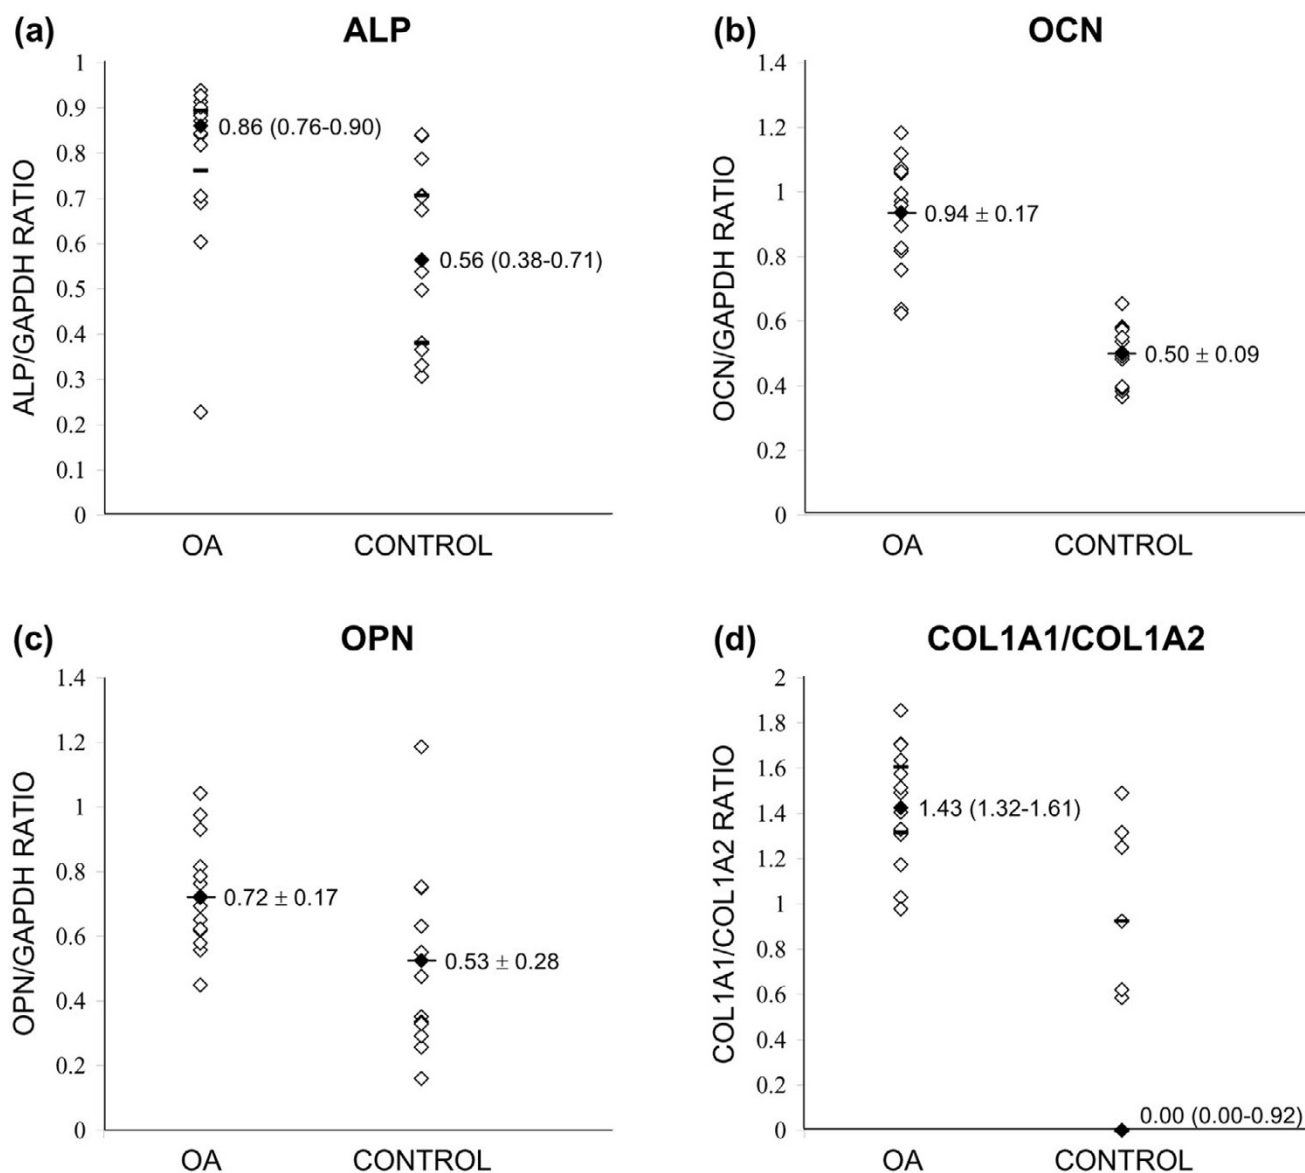 (a) ALP
ALP/GAPDH RATIO
1
0.9
0.8
0.7
0.6
0.5
0.4
0.3
0.2
0.1
0
0.86 (0.76-0.90)
0.56 (0.38-0.71)
OA CONTROL
(b) OCN
OCN/GAPDH RATIO
1.4
1.2
1
0.8
0.6
0.4
0.2
0
0.94 ± 0.17
0.50 ± 0.09
OA CONTROL
(c) OPN
OPN/GAPDH RATIO
1.4
1.2
1
0.8
0.6
0.4
0.2
0
0.72 ± 0.17
0.53 ± 0.28
OA CONTROL
(d) COL1A1/COL1A2
COL1A1/COL1A2 RATIO
2
1.8
1.6
1.4
1.2
1
0.8
0.6
0.4
0.2
0
1.43 (1.32-1.61)
0.00 (0.00-0.92)
OA CONTROL